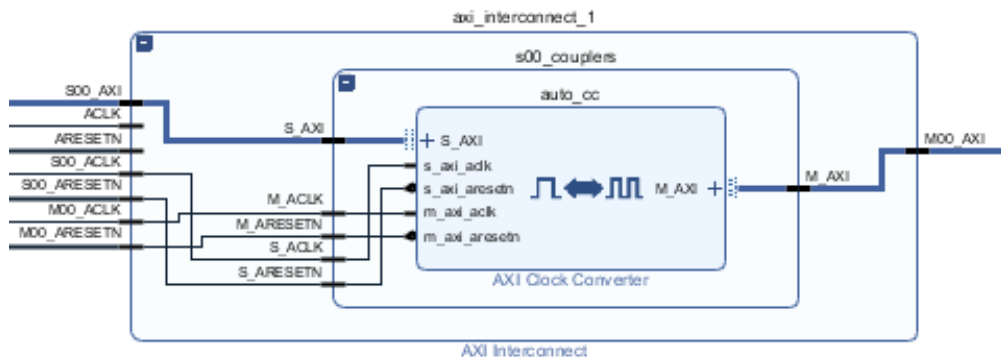 axi_interconnect_1
s00_couplers
auto_cc
S00_AXI
ACLK
ARESETN
S00_ACLK
S00_ARESETN
M00_ACLK
M00_ARESETN
S_AXI
M_ACLK
M_ARESETN
S_ACLK
S_ARESETN
S_AXI
s_axi_aclk
s_axi_aresetn
m_axi_aclk
m_axi_aresetn
M_AXI
M_AXI
M00_AXI
AXI Clock Converter
AXI Interconnect